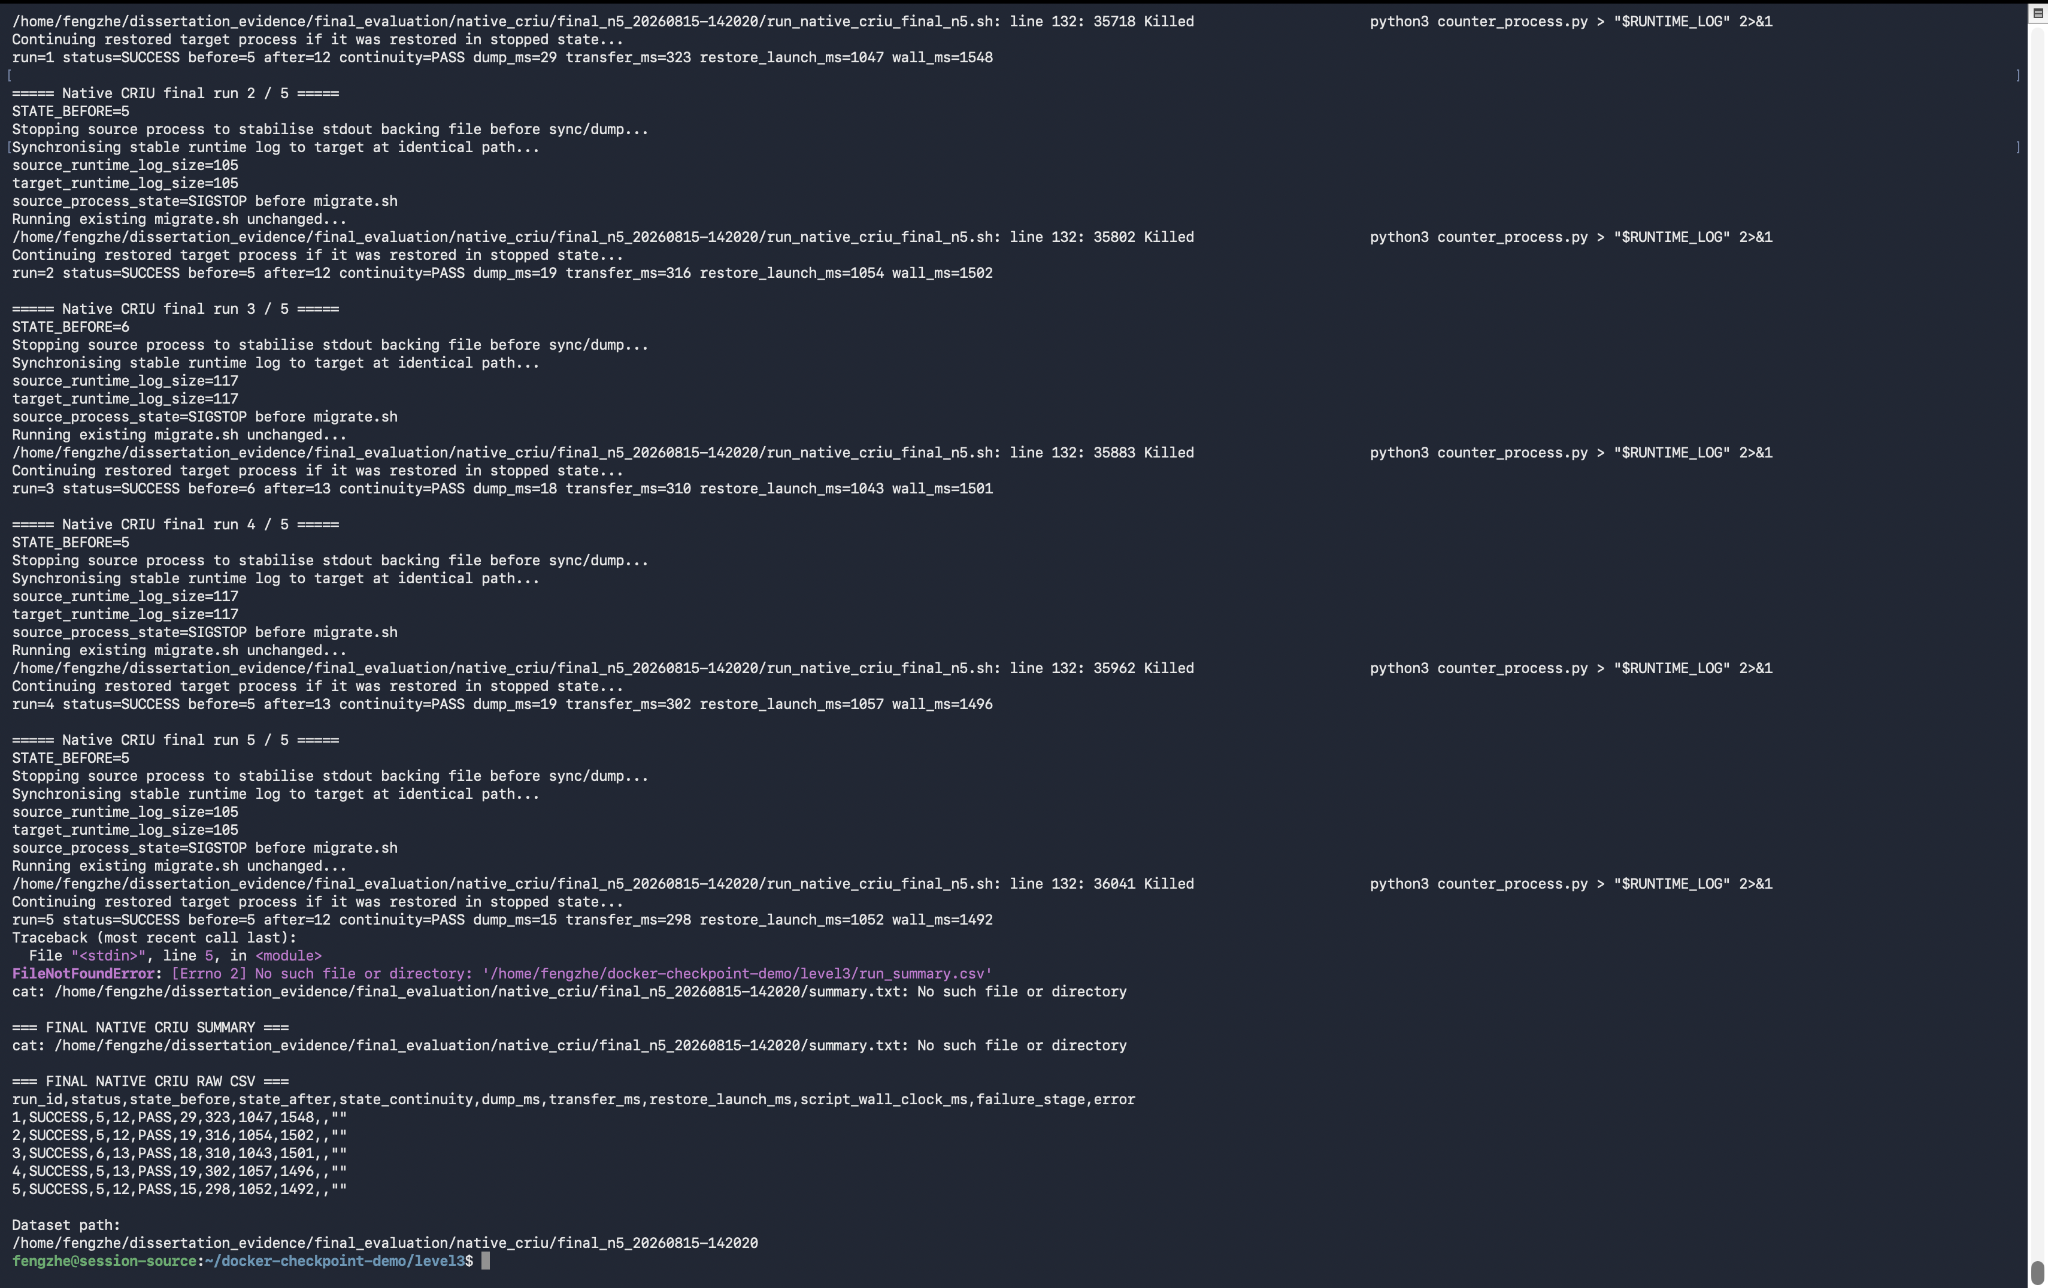 /home/fengzhe/dissertation_evidence/final_evaluation/native_criu/final_n5_20260815-142020/run_native_criu_final_n5.sh: line 132: 35718 Killed                     python3 counter_process.py > "$RUNTIME_LOG" 2>&1
Continuing restored target process if it was restored in stopped state...
run=1 status=SUCCESS before=5 after=12 continuity=PASS dump_ms=29 transfer_ms=323 restore_launch_ms=1047 wall_ms=1548
[ ]
===== Native CRIU final run 2 / 5 =====
STATE_BEFORE=5
Stopping source process to stabilise stdout backing file before sync/dump...
[Synchronising stable runtime log to target at identical path... ]
source_runtime_log_size=105
target_runtime_log_size=105
source_process_state=SIGSTOP before migrate.sh
Running existing migrate.sh unchanged...
/home/fengzhe/dissertation_evidence/final_evaluation/native_criu/final_n5_20260815-142020/run_native_criu_final_n5.sh: line 132: 35802 Killed                     python3 counter_process.py > "$RUNTIME_LOG" 2>&1
Continuing restored target process if it was restored in stopped state...
run=2 status=SUCCESS before=5 after=12 continuity=PASS dump_ms=19 transfer_ms=316 restore_launch_ms=1054 wall_ms=1502
===== Native CRIU final run 3 / 5 =====
STATE_BEFORE=6
Stopping source process to stabilise stdout backing file before sync/dump...
Synchronising stable runtime log to target at identical path...
source_runtime_log_size=117
target_runtime_log_size=117
source_process_state=SIGSTOP before migrate.sh
Running existing migrate.sh unchanged...
/home/fengzhe/dissertation_evidence/final_evaluation/native_criu/final_n5_20260815-142020/run_native_criu_final_n5.sh: line 132: 35883 Killed                     python3 counter_process.py > "$RUNTIME_LOG" 2>&1
Continuing restored target process if it was restored in stopped state...
run=3 status=SUCCESS before=6 after=13 continuity=PASS dump_ms=18 transfer_ms=310 restore_launch_ms=1043 wall_ms=1501
===== Native CRIU final run 4 / 5 =====
STATE_BEFORE=5
Stopping source process to stabilise stdout backing file before sync/dump...
Synchronising stable runtime log to target at identical path...
source_runtime_log_size=117
target_runtime_log_size=117
source_process_state=SIGSTOP before migrate.sh
Running existing migrate.sh unchanged...
/home/fengzhe/dissertation_evidence/final_evaluation/native_criu/final_n5_20260815-142020/run_native_criu_final_n5.sh: line 132: 35962 Killed                     python3 counter_process.py > "$RUNTIME_LOG" 2>&1
Continuing restored target process if it was restored in stopped state...
run=4 status=SUCCESS before=5 after=13 continuity=PASS dump_ms=19 transfer_ms=302 restore_launch_ms=1057 wall_ms=1496
===== Native CRIU final run 5 / 5 =====
STATE_BEFORE=5
Stopping source process to stabilise stdout backing file before sync/dump...
Synchronising stable runtime log to target at identical path...
source_runtime_log_size=105
target_runtime_log_size=105
source_process_state=SIGSTOP before migrate.sh
Running existing migrate.sh unchanged...
/home/fengzhe/dissertation_evidence/final_evaluation/native_criu/final_n5_20260815-142020/run_native_criu_final_n5.sh: line 132: 36041 Killed                     python3 counter_process.py > "$RUNTIME_LOG" 2>&1
Continuing restored target process if it was restored in stopped state...
run=5 status=SUCCESS before=5 after=12 continuity=PASS dump_ms=15 transfer_ms=298 restore_launch_ms=1052 wall_ms=1492
Traceback (most recent call last):
  File "<stdin>", line 5, in <module>
FileNotFoundError: [Errno 2] No such file or directory: '/home/fengzhe/docker-checkpoint-demo/level3/run_summary.csv'
cat: /home/fengzhe/dissertation_evidence/final_evaluation/native_criu/final_n5_20260815-142020/summary.txt: No such file or directory
=== FINAL NATIVE CRIU SUMMARY ===
cat: /home/fengzhe/dissertation_evidence/final_evaluation/native_criu/final_n5_20260815-142020/summary.txt: No such file or directory
=== FINAL NATIVE CRIU RAW CSV ===
run_id,status,state_before,state_after,state_continuity,dump_ms,transfer_ms,restore_launch_ms,script_wall_clock_ms,failure_stage,error
1,SUCCESS,5,12,PASS,29,323,1047,1548,,""
2,SUCCESS,5,12,PASS,19,316,1054,1502,,""
3,SUCCESS,6,13,PASS,18,310,1043,1501,,""
4,SUCCESS,5,13,PASS,19,302,1057,1496,,""
5,SUCCESS,5,12,PASS,15,298,1052,1492,,""
Dataset path:
/home/fengzhe/dissertation_evidence/final_evaluation/native_criu/final_n5_20260815-142020
fengzhe@session-source:~/docker-checkpoint-demo/level3$